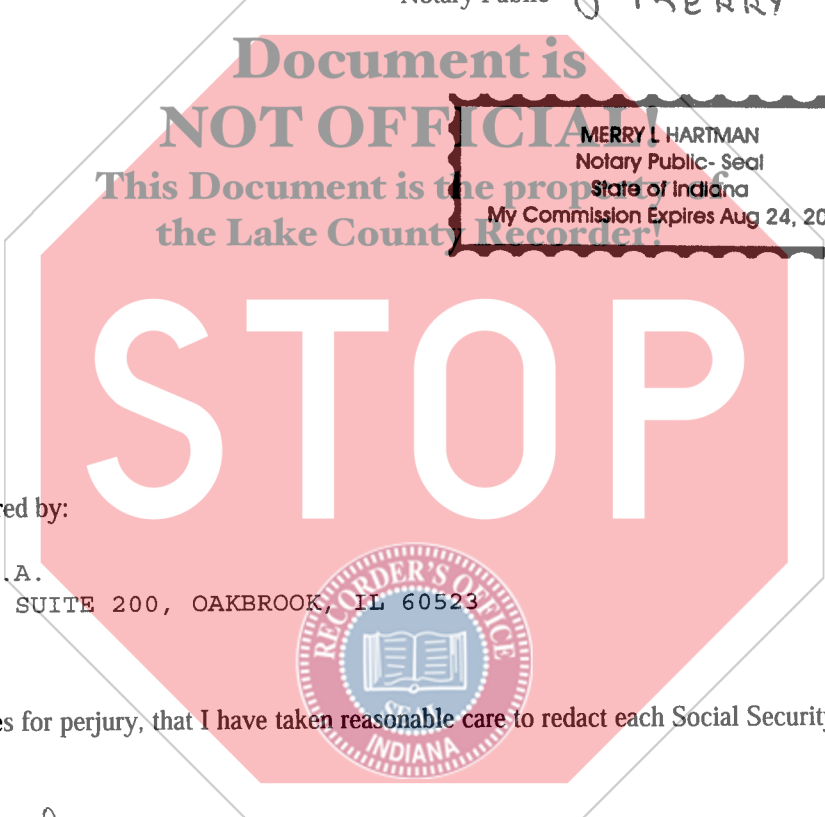 Notary Public
Document is
NOT OFFICIAL!
This Document is the property of
the Lake County Recorder!
MERRY L HARTMAN
Notary Public- Seal
State of Indiana
My Commission Expires Aug 24, 20
STOP
red by:
.A.
SUITE 200, OAKBROOK, IL 60523
RECORDER'S OFFICE
SEAL
INDIANA
es for perjury, that I have taken reasonable care to redact each Social Security